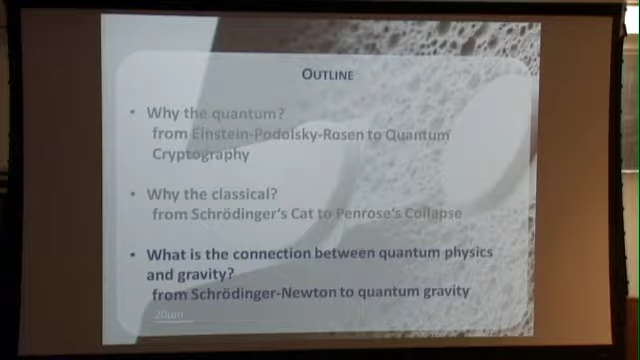 OUTLINE
• Why the quantum?
from Einstein-Podolsky-Rosen to Quantum
Cryptography
• Why the classical?
from Schrödinger's Cat to Penrose's Collapse
• What is the connection between quantum physics
and gravity?
from Schrödinger-Newton to quantum gravity
20µm